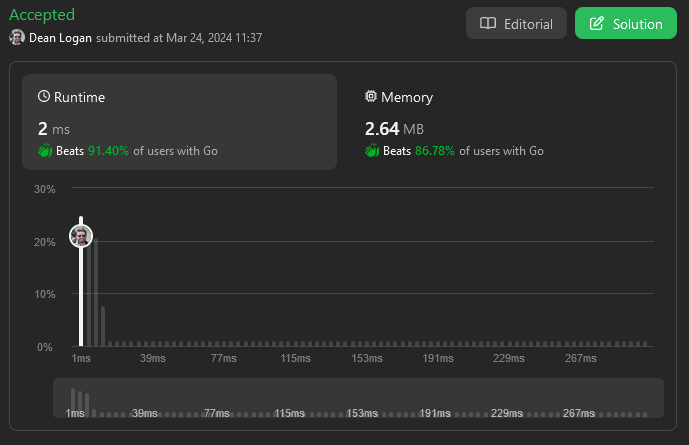 Accepted
Editorial
Solution
Dean Logan submitted at Mar 24, 2024 11:37
Runtime
Memory
2 ms
2.64 MB
Beats 91.40% of users with Go
Beats 86.78% of users with Go
30%
20%
10%
0%
1ms 39ms 77ms 115ms 153ms 191ms 229ms 267ms
1ms 39ms 77ms 115ms 153ms 191ms 229ms 267ms